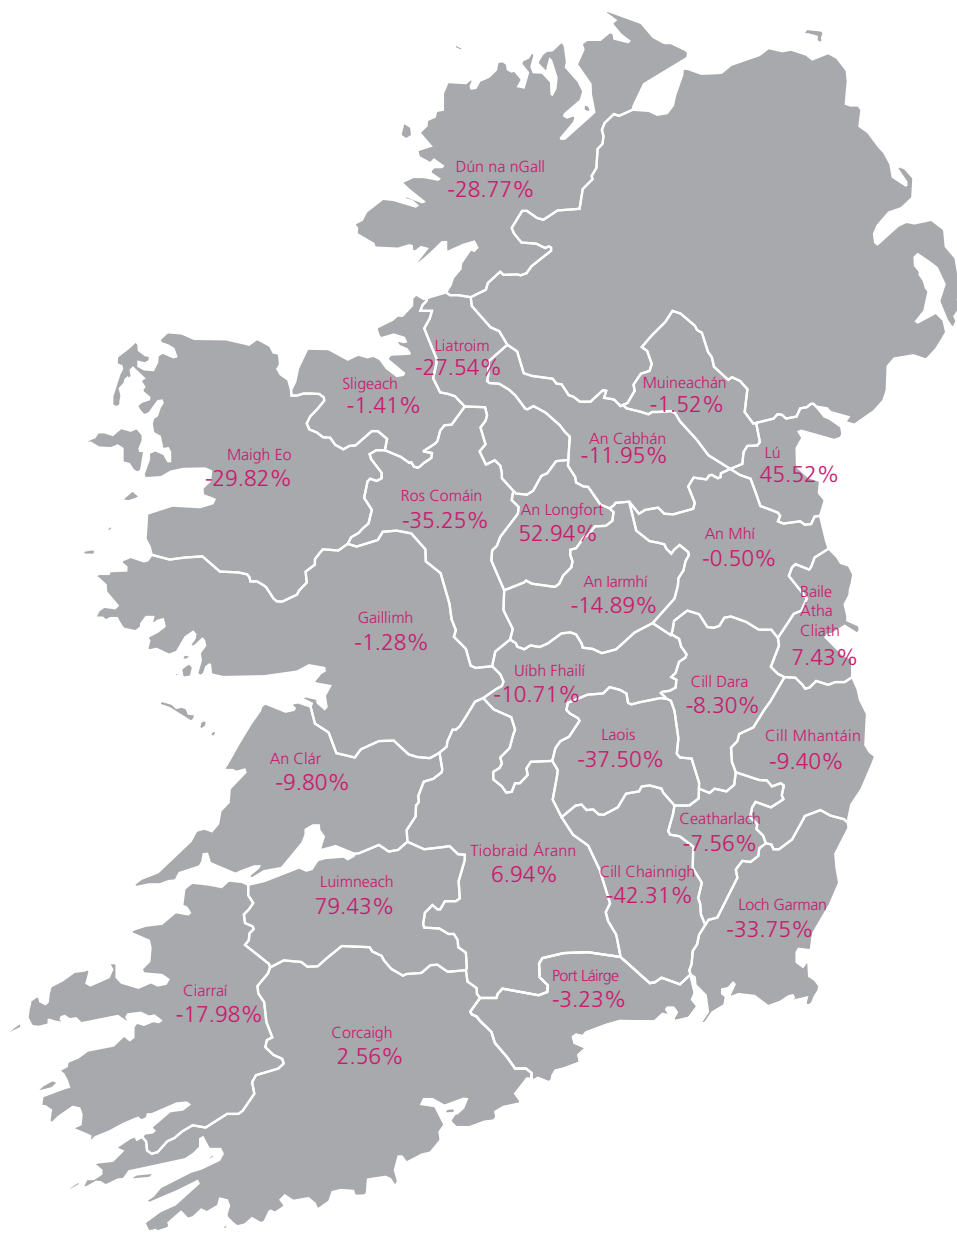 Dún na nGall
-28.77%
Liatroim
-27.54%
Sligeach
-1.41%
Muineachán
-1.52%
An Cabhán
-11.95%
Lú
45.52%
Maigh Eo
-29.82%
Ros Comáin
-35.25%
An Longfort
52.94%
An Mhí
-0.50%
An Iarmhí
-14.89%
Baile
Átha
Cliath
7.43%
Gaillimh
-1.28%
Uíbh Fhailí
-10.71%
Cill Dara
-8.30%
Laois
-37.50%
Cill Mhantáin
-9.40%
An Clár
-9.80%
Ceatharlach
-7.56%
Tiobraid Árann
6.94%
Cill Chainnigh
-42.31%
Luimneach
79.43%
Loch Garman
-33.75%
Port Láirge
-3.23%
Ciarraí
-17.98%
Corcaigh
2.56%